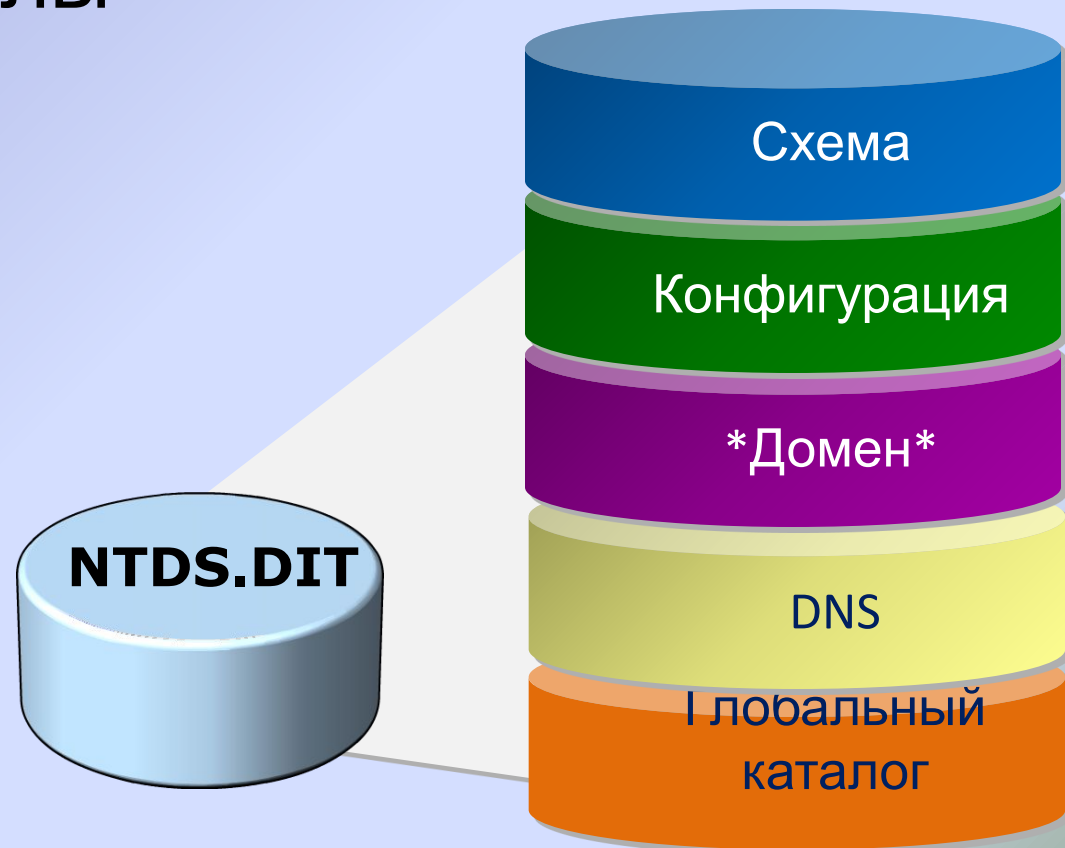 Схема
Конфигурация
*Домен*
NTDS.DIT
DNS
Глобальный
каталог